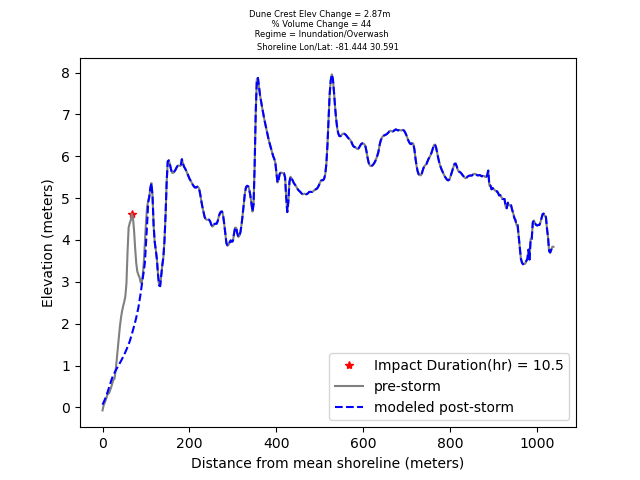 Dune Crest Elev Change = 2.87m
% Volume Change = 44
Regime = Inundation/Overwash
Shoreline Lon/Lat: -81.444 30.591
8
7
6
5
4
3
2
1
0
Elevation (meters)
Impact Duration(hr) = 10.5
pre-storm
modeled post-storm
0 200 400 600 800 1000
Distance from mean shoreline (meters)